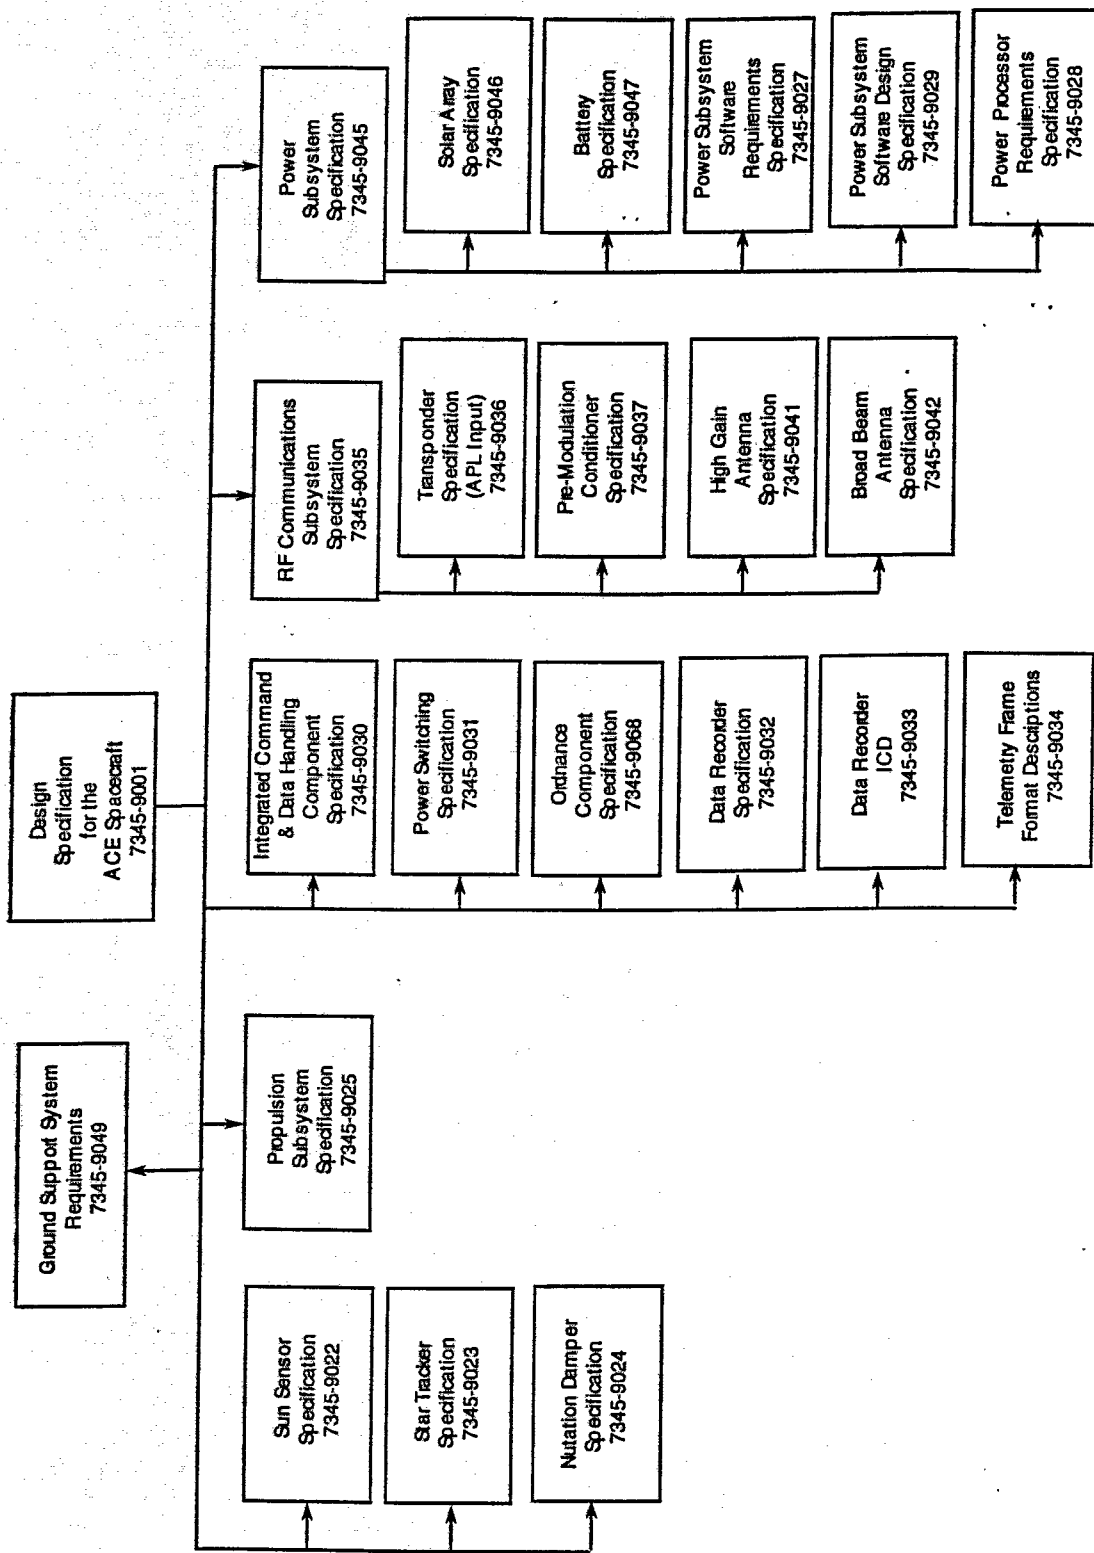 Design
Specification
for the
ACE Spacecraft
7345-9001
Ground Support System
Requirements
7345-9049
Sun Sensor
Specification
7345-9022
Star Tracker
Specification
7345-9023
Nutation Damper
Specification
7345-9024
Propulsion
Subsystem
Specification
7345-9025
Integrated Command
& Data Handling
Component
Specification
7345-9030
Power Switching
Specification
7345-9031
Ordnance
Component
Specification
7345-9068
Data Recorder
Specification
7345-9032
Data Recorder
ICD
7345-9033
Telemetry Frame
Format Descriptions
7345-9034
RF Communications
Subsystem
Specification
7345-9035
Transponder
Specification
(APL Input)
7345-9036
Pre-Modulation
Conditioner
Specification
7345-9037
High Gain
Antenna
Specification
7345-9041
Broad Beam
Antenna
Specification
7345-9042
Power
Subsystem
Specification
7345-9045
Solar Array
Specification
7345-9046
Battery
Specification
7345-9047
Power Subsystem
Software
Requirements
Specification
7345-9027
Power Subsystem
Software Design
Specification
7345-9029
Power Processor
Requirements
Specification
7345-9028